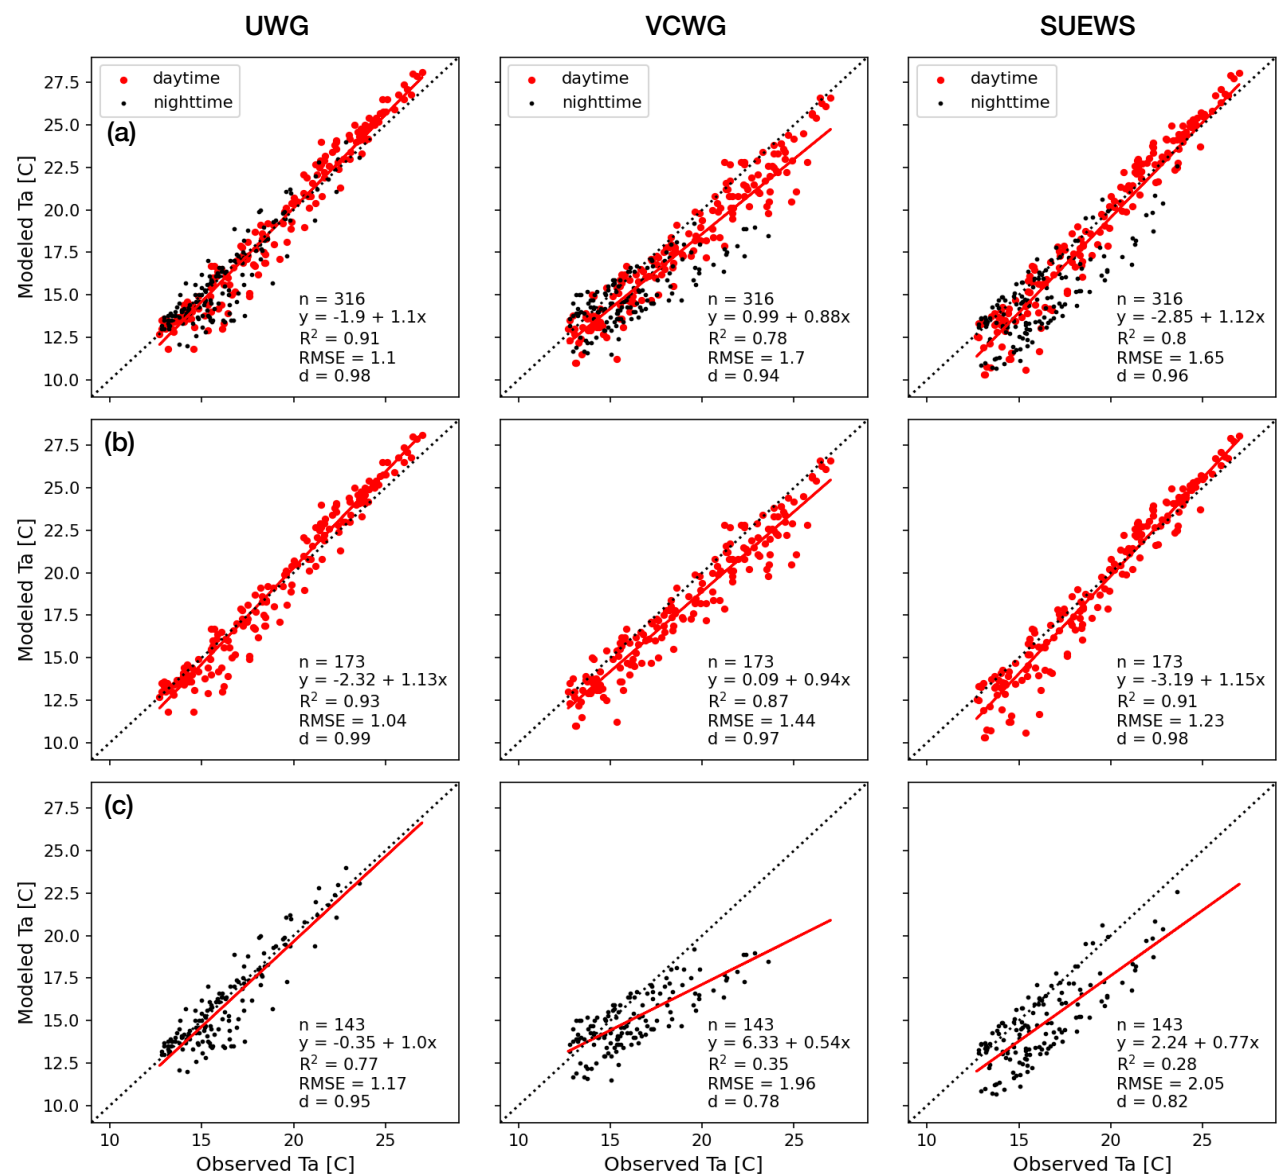 UWG
VCWG
SUEWS
(a)
Modeled Ta [C]
27.5
25.0
22.5
20.0
17.5
15.0
12.5
10.0
daytime
nighttime
n = 316
y = -1.9 + 1.1x
R² = 0.91
RMSE = 1.1
d = 0.98
daytime
nighttime
n = 316
y = 0.99 + 0.88x
R² = 0.78
RMSE = 1.7
d = 0.94
daytime
nighttime
n = 316
y = -2.85 + 1.12x
R² = 0.8
RMSE = 1.65
d = 0.96
(b)
Modeled Ta [C]
27.5
25.0
22.5
20.0
17.5
15.0
12.5
10.0
n = 173
y = -2.32 + 1.13x
R² = 0.93
RMSE = 1.04
d = 0.99
n = 173
y = 0.09 + 0.94x
R² = 0.87
RMSE = 1.44
d = 0.97
n = 173
y = -3.19 + 1.15x
R² = 0.91
RMSE = 1.23
d = 0.98
(c)
Modeled Ta [C]
27.5
25.0
22.5
20.0
17.5
15.0
12.5
10.0
n = 143
y = -0.35 + 1.0x
R² = 0.77
RMSE = 1.17
d = 0.95
n = 143
y = 6.33 + 0.54x
R² = 0.35
RMSE = 1.96
d = 0.78
n = 143
y = 2.24 + 0.77x
R² = 0.28
RMSE = 2.05
d = 0.82
10 15 20 25
Observed Ta [C]
10 15 20 25
Observed Ta [C]
10 15 20 25
Observed Ta [C]